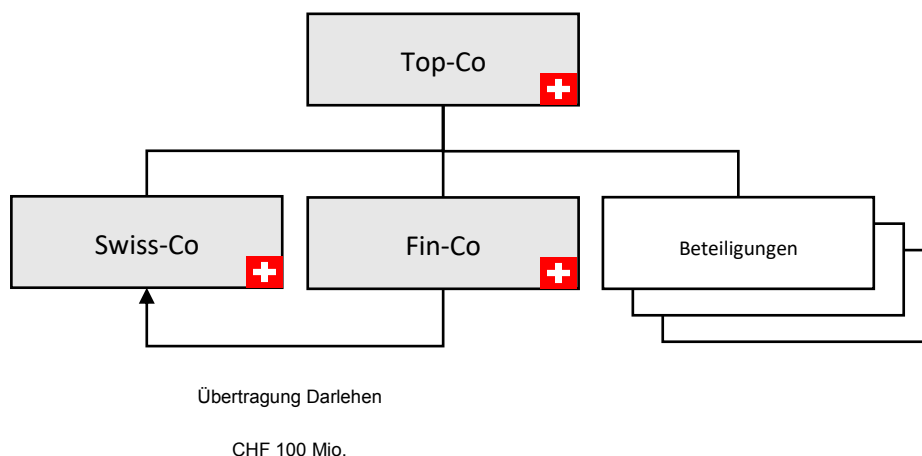 Top-Co
Swiss-Co
Fin-Co
Beteiligungen
Übertragung Darlehen
CHF 100 Mio.